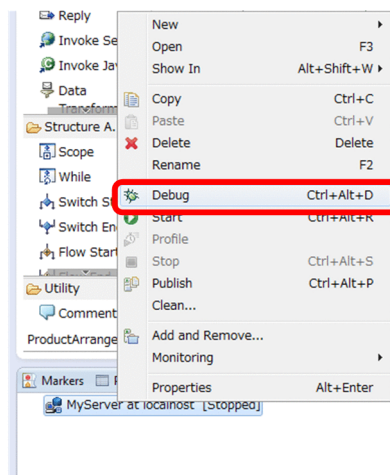 Reply
Invoke Se
Invoke Ja
Data
Transform
Structure A.
Scope
While
Switch St
Switch En
Flow Start
Utility
Comment
ProductArrange
New
Open F3
Show In Alt+Shift+W
Copy Ctrl+C
Paste Ctrl+V
Delete Delete
Rename F2
Debug Ctrl+Alt+D
Start Ctrl+Alt+R
Profile
Stop Ctrl+Alt+S
Publish Ctrl+Alt+P
Clean...
Add and Remove...
Monitoring
Properties Alt+Enter
Markers
MyServer at localhost [Stopped]